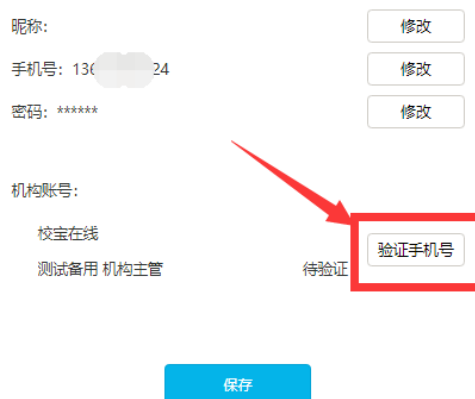 昵称：
修改
手机号：136 24
修改
密码：******
修改
机构账号：
校宝在线
测试备用 机构主管
待验证
验证手机号
保存